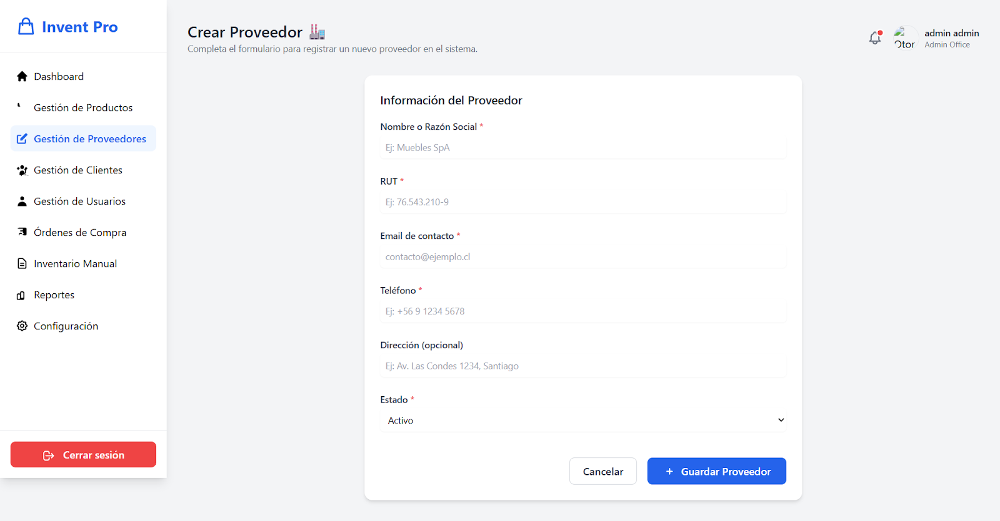 Invent Pro
Dashboard
Gestión de Productos
Gestión de Proveedores
Gestión de Clientes
Gestión de Usuarios
Órdenes de Compra
Inventario Manual
Reportes
Configuración
Cerrar sesión
Crear Proveedor
Completa el formulario para registrar un nuevo proveedor en el sistema.
admin admin
Admin Office
Información del Proveedor
Nombre o Razón Social *
Ej: Muebles SpA
RUT *
Ej: 76.543.210-9
Email de contacto *
contacto@ejemplo.cl
Teléfono *
Ej: +56 9 1234 5678
Dirección (opcional)
Ej: Av. Las Condes 1234, Santiago
Estado *
Activo
Cancelar
+ Guardar Proveedor